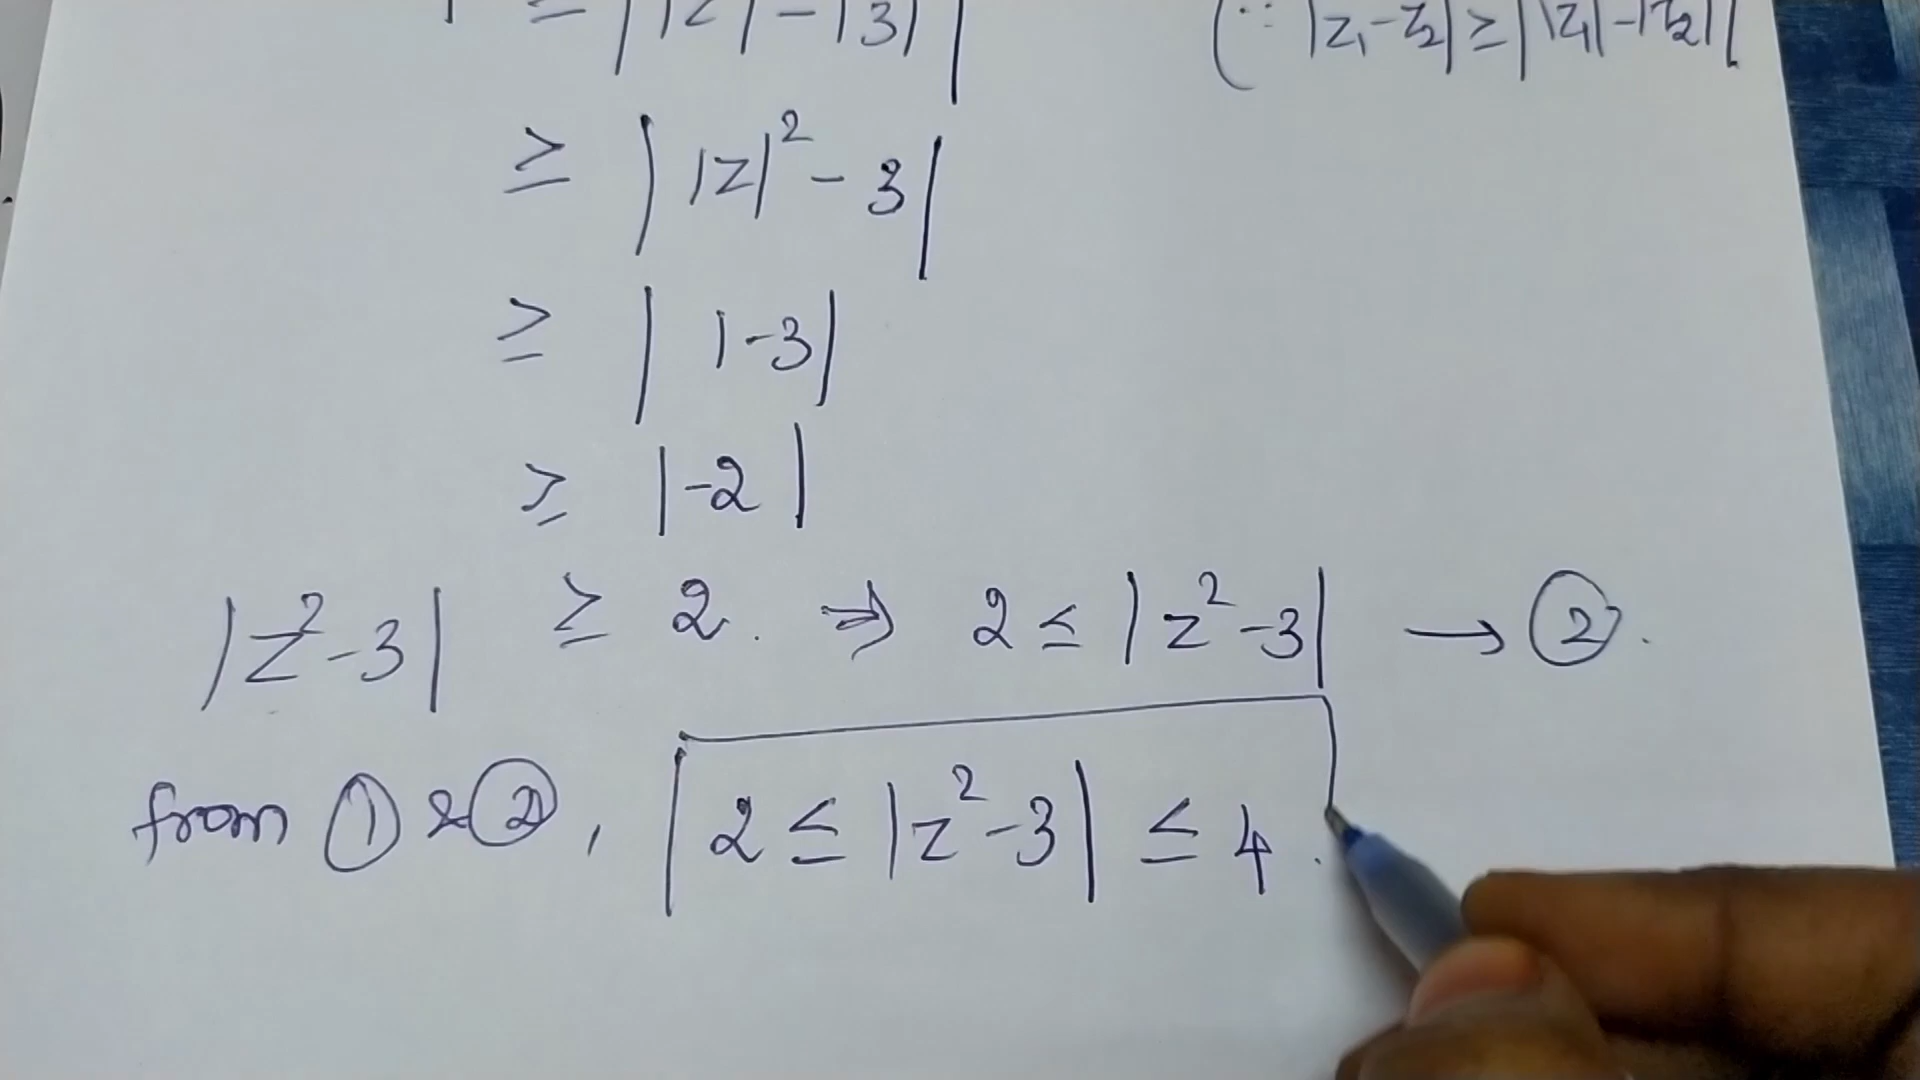 ≥ | |z| - |3| | (∵ |z₁-z₂| ≥ ||z₁|-|z₂||
≥ | |z|² - 3 |
≥ | 1-3 |
≥ |-2|
|z²-3| ≥ 2. ⇒ 2 ≤ |z²-3| → ②.
from ① & ②, 2 ≤ |z²-3| ≤ 4.